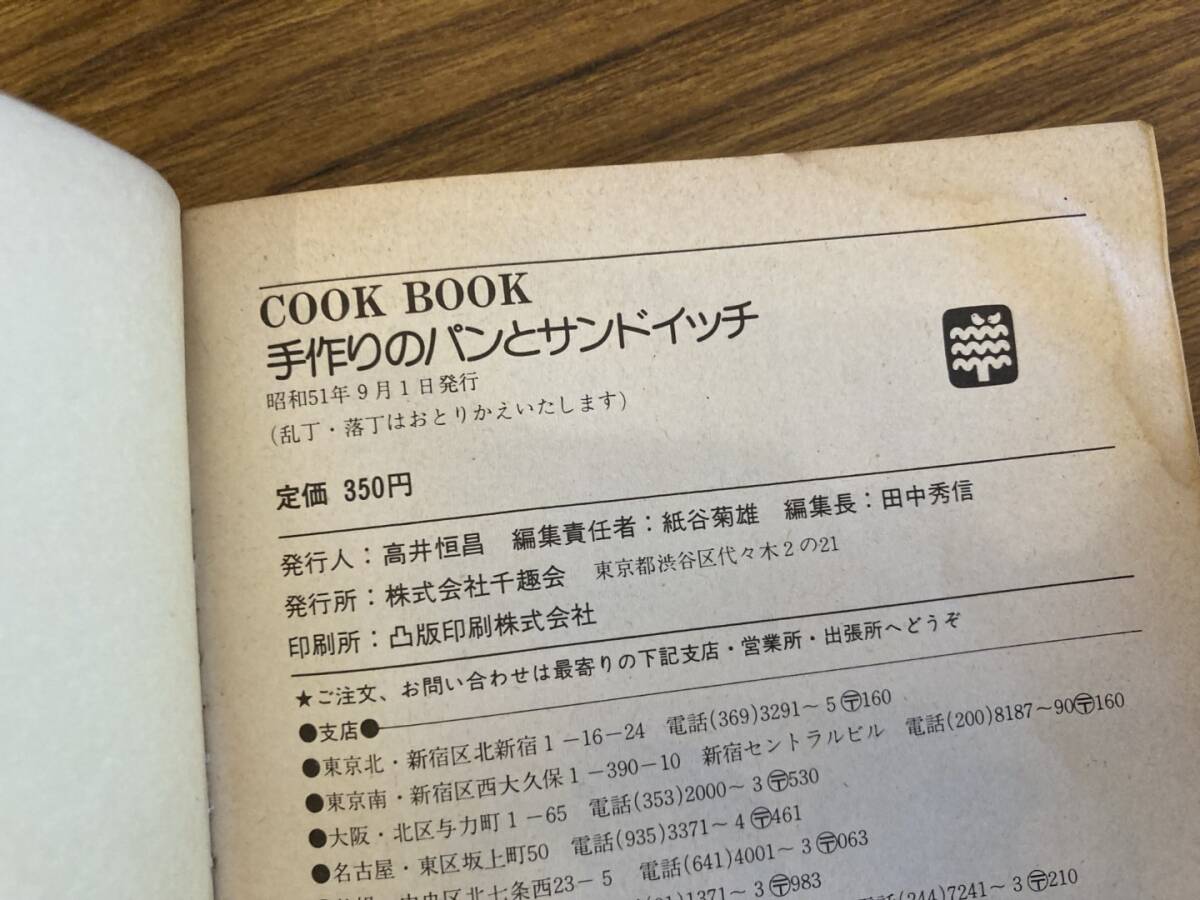 COOK BOOK
手作りのパンとサンドイッチ
昭和51年9月1日発行
(乱丁・落丁はおとりかえいたします)
定価 350円
発行人：高井恒昌 編集責任者：紙谷菊雄 編集長：田中秀信
発行所：株式会社千趣会 東京都渋谷区代々木2の21
印刷所：凸版印刷株式会社
★ご注文、お問い合わせは最寄りの下記支店・営業所・出張所へどうぞ
●支店●
●東京北・新宿区北新宿1-16-24 電話(369)3291〜5〒160
●東京南・新宿区西大久保1-390-10 新宿セントラルビル 電話(200)8187〜90〒160
●大阪・北区与力町1-65 電話(353)2000〜3〒530
●名古屋・東区坂上町50 電話(935)3371〜4〒461
中央区北七条西23-5 電話(641)4001〜3〒063
1371〜3〒983
7241〜3〒210